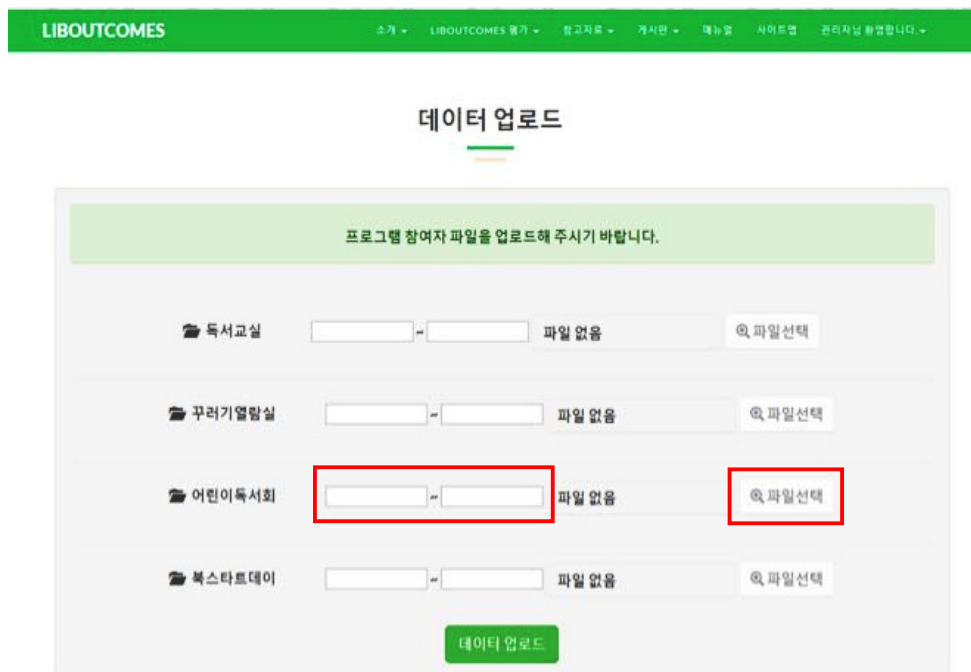 LIBOUTCOMES 소개 LIBOUTCOMES 평가 참고자료 게시판 매뉴얼 사이트맵 관리자님 환영합니다.
데이터 업로드
프로그램 참여자 파일을 업로드해 주시기 바랍니다.
독서교실 ~ 파일 없음 파일선택
꾸러기열람실 ~ 파일 없음 파일선택
어린이독서회 ~ 파일 없음 파일선택
북스타트데이 ~ 파일 없음 파일선택
데이터 업로드